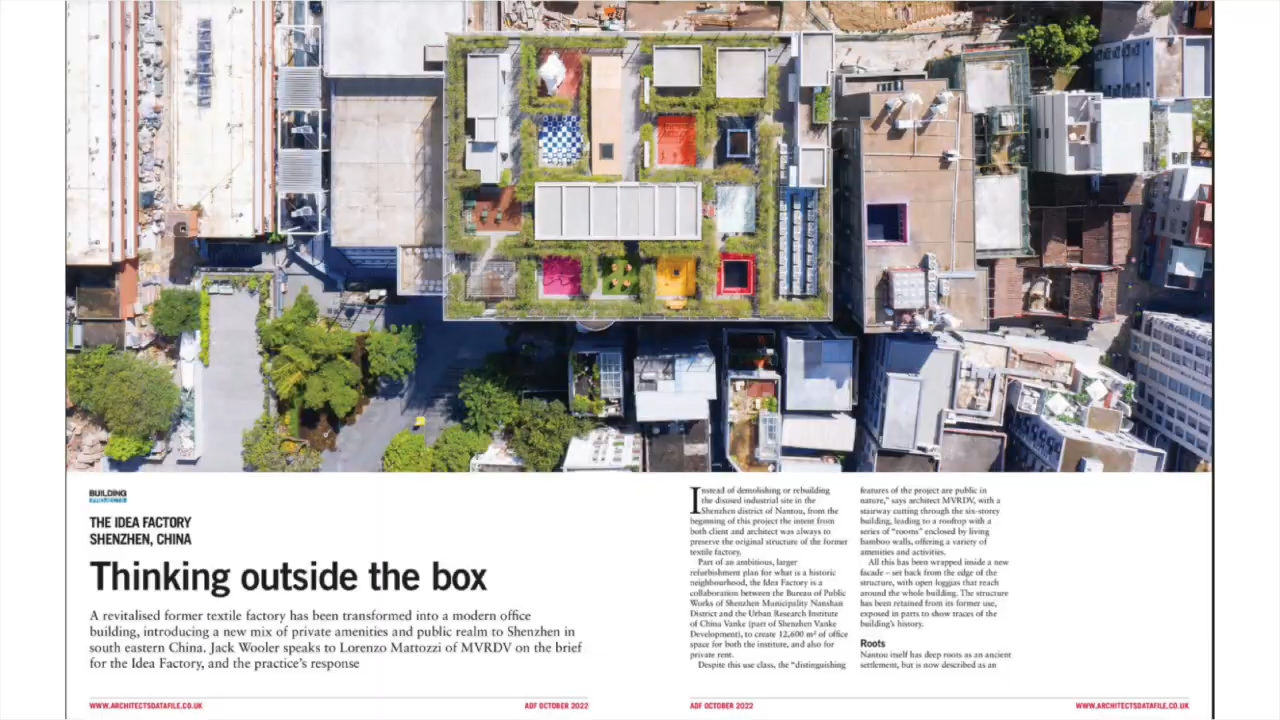 BUILDING
PROJECTS
THE IDEA FACTORY
SHENZHEN, CHINA
Thinking outside the box
A revitalised former textile factory has been transformed into a modern office
building, introducing a new mix of private amenities and public realm to Shenzhen in
south eastern China. Jack Wooler speaks to Lorenzo Mattozzi of MVRDV on the brief
for the Idea Factory, and the practice's response
Instead of demolishing or rebuilding
the disused industrial site in the
Shenzhen district of Nantou, from the
beginning of this project the intent from
both client and architect was always to
preserve the original structure of the former
textile factory.
Part of an ambitious, larger
refurbishment plan for what is a historic
neighbourhood, the Idea Factory is a
collaboration between the Bureau of Public
Works of Shenzhen Municipality Nanshan
District and the Urban Research Institute
of China Vanke (part of Shenzhen Vanke
Development), to create 12,600 m² of office
space for both the institute, and also for
private rent.
Despite this use class, the "distinguishing
features of the project are public in
nature," says architect MVRDV, with a
stairway cutting through the six-storey
building, leading to a rooftop with a
series of "rooms" enclosed by living
bamboo walls, offering a variety of
amenities and activities.
All this has been wrapped inside a new
facade – set back from the edge of the
structure, with open loggias that reach
around the whole building. The structure
has been retained from its former use,
exposed in parts to show traces of the
building's history.
Roots
Nantou itself has deep roots as an ancient
settlement, but is now described as an
WWW.ARCHITECTSDATAFILE.CO.UK
ADF OCTOBER 2022
ADF OCTOBER 2022
WWW.ARCHITECTSDATAFILE.CO.UK